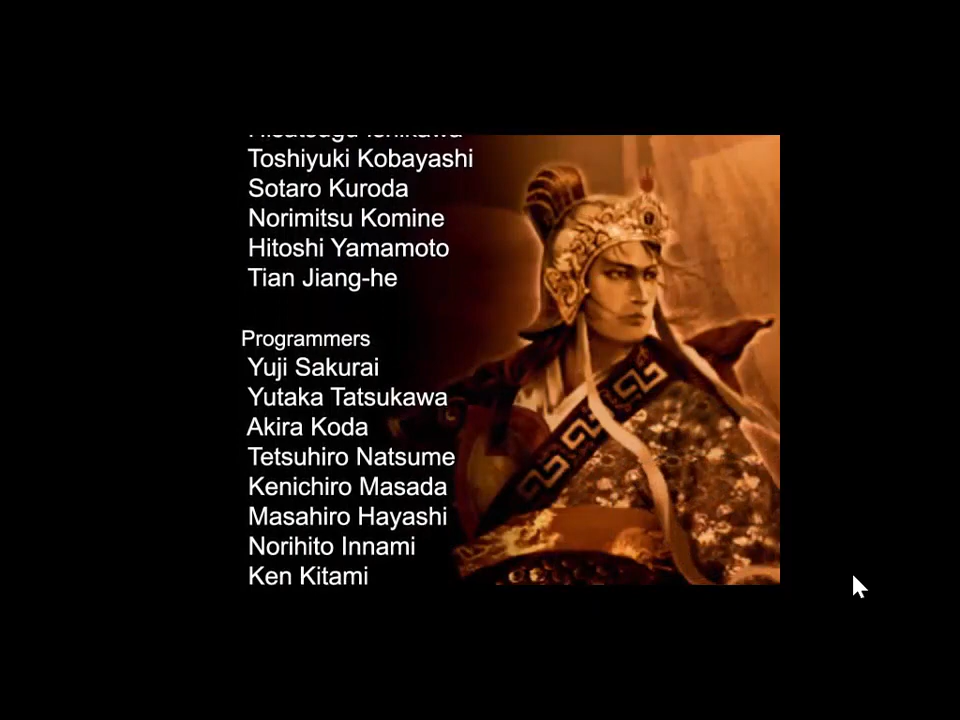 Toshiyuki Kobayashi
Sotaro Kuroda
Norimitsu Komine
Hitoshi Yamamoto
Tian Jiang-he
Programmers
Yuji Sakurai
Yutaka Tatsukawa
Akira Koda
Tetsuhiro Natsume
Kenichiro Masada
Masahiro Hayashi
Norihito Innami
Ken Kitami